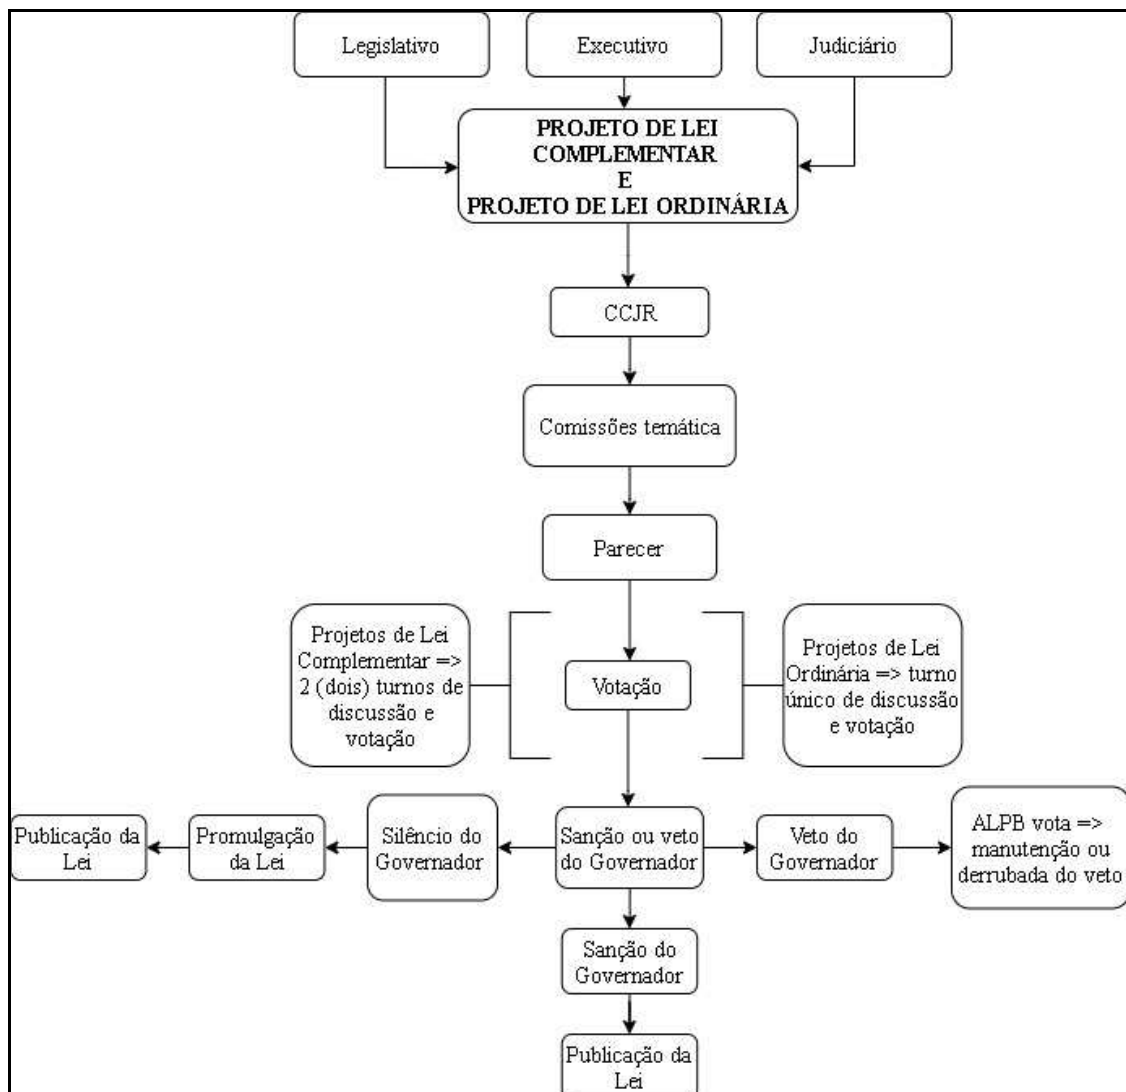 Legislativo
Executivo
Judiciário
PROJETO DE LEI
COMPLEMENTAR
E
PROJETO DE LEI ORDINÁRIA
CCJR
Comissões temática
Parecer
Projetos de Lei
Complementar =>
2 (dois) turnos de
discussão e
votação
Votação
Projetos de Lei
Ordinária => turno
único de discussão
e votação
Publicação da
Lei
Promulgação
da Lei
Silêncio do
Governador
Sanção ou veto
do Governador
Veto do
Governador
ALPB vota =>
manutenção ou
derrubada do veto
Sanção do
Governador
Publicação da
Lei